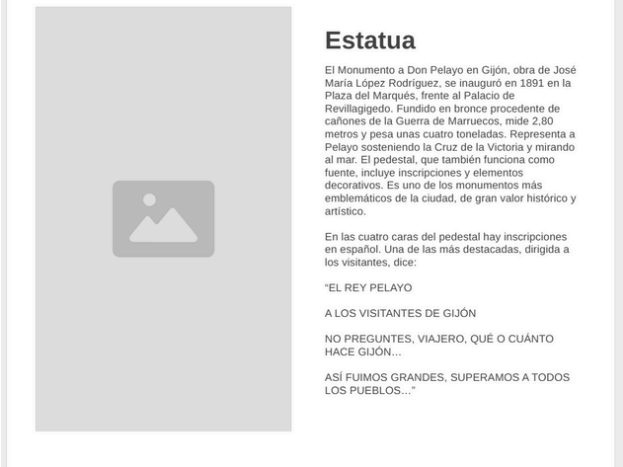 Estatua
El Monumento a Don Pelayo en Gijón, obra de José
María López Rodríguez, se inauguró en 1891 en la
Plaza del Marqués, frente al Palacio de
Revillagigedo. Fundido en bronce procedente de
cañones de la Guerra de Marruecos, mide 2,80
metros y pesa unas cuatro toneladas. Representa a
Pelayo sosteniendo la Cruz de la Victoria y mirando
al mar. El pedestal, que también funciona como
fuente, incluye inscripciones y elementos
decorativos. Es uno de los monumentos más
emblemáticos de la ciudad, de gran valor histórico y
artístico.
En las cuatro caras del pedestal hay inscripciones
en español. Una de las más destacadas, dirigida a
los visitantes, dice:
“EL REY PELAYO
A LOS VISITANTES DE GIJÓN
NO PREGUNTES, VIAJERO, QUÉ O CUÁNTO
HACE GIJÓN…
ASÍ FUIMOS GRANDES, SUPERAMOS A TODOS
LOS PUEBLOS…”